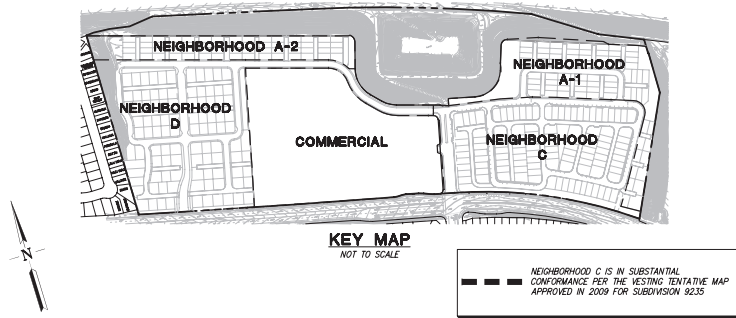 NEIGHBORHOOD A-2
NEIGHBORHOOD
A-1
NEIGHBORHOOD
D
COMMERCIAL
NEIGHBORHOOD
C
KEY MAP
NOT TO SCALE
N
NEIGHBORHOOD C IS IN SUBSTANTIAL
CONFORMANCE PER THE VESTING TENTATIVE MAP
APPROVED IN 2009 FOR SUBDIVISION 9235